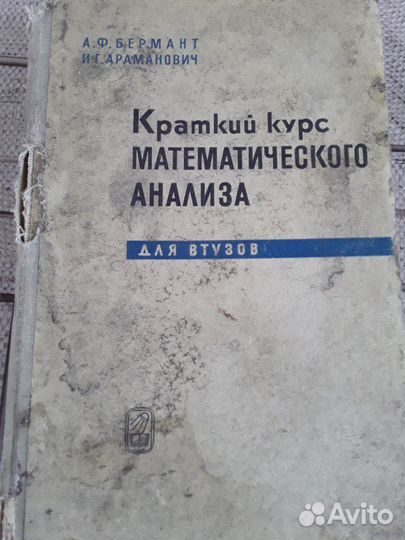 А.Ф.БЕРМАНТ
И.Г.АРАМАНОВИЧ
Краткий курс
МАТЕМАТИЧЕСКОГО
АНАЛИЗА
ДЛЯ ВТУЗОВ
Avito